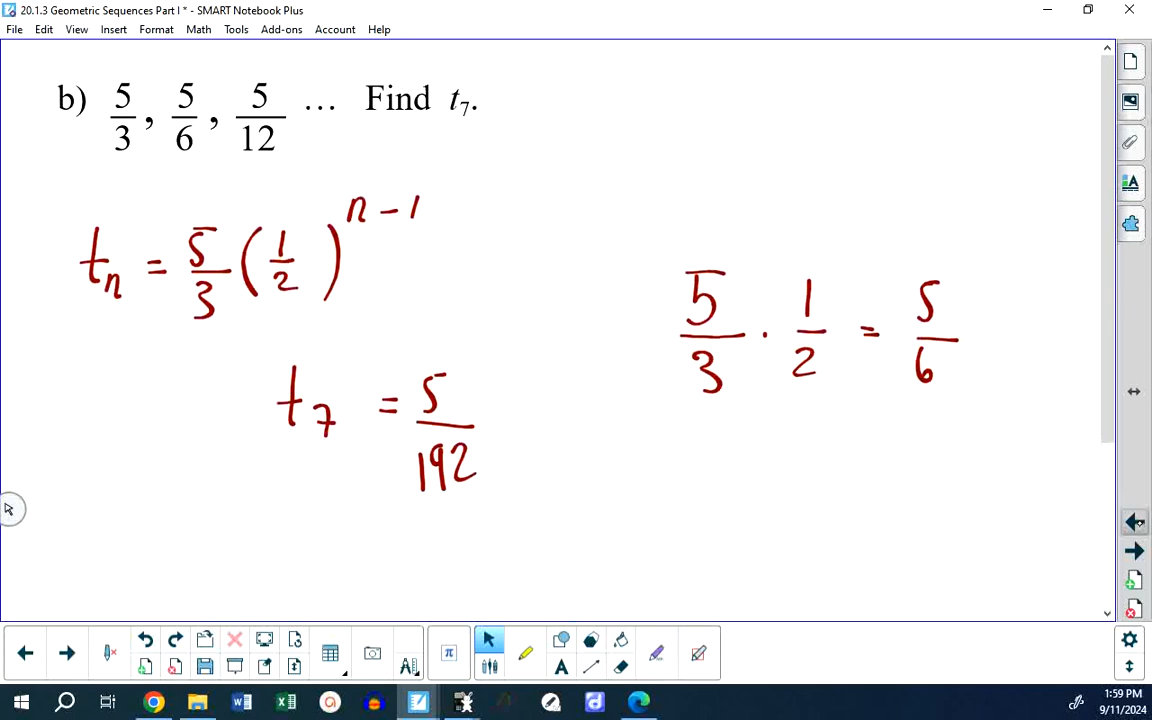 20.1.3 Geometric Sequences Part I * - SMART Notebook Plus
File Edit View Insert Format Math Tools Add-ons Account Help
b) 5/3, 5/6, 5/12 … Find t₇.
tₙ = 5/3 (1/2)ⁿ⁻¹
5/3 · 1/2 = 5/6
t₇ = 5/192
π
A
1:59 PM
9/11/2024